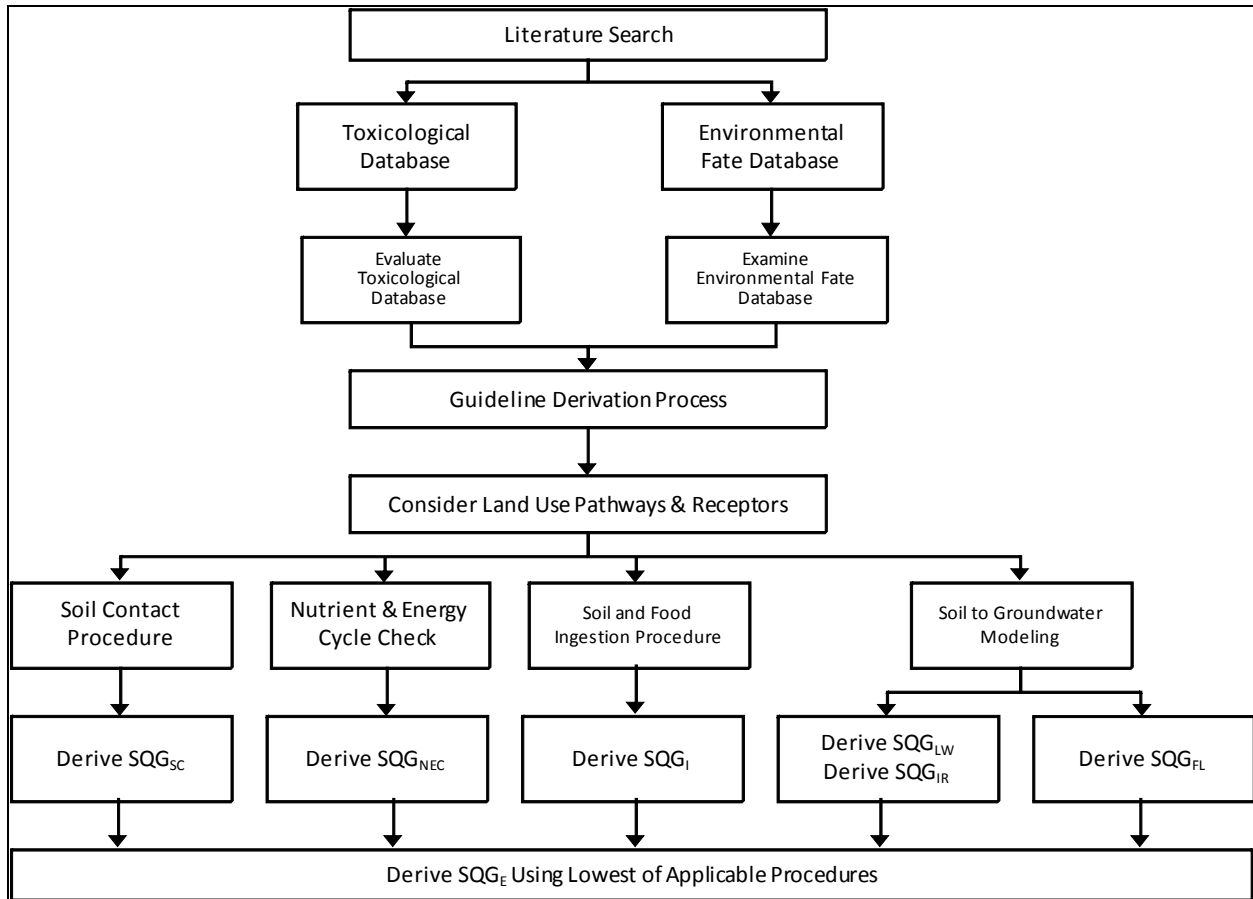 Literature Search
Toxicological
Database
Environmental
Fate Database
Evaluate
Toxicological
Database
Examine
Environmental Fate
Database
Guideline Derivation Process
Consider Land Use Pathways & Receptors
Soil Contact
Procedure
Nutrient & Energy
Cycle Check
Soil and Food
Ingestion Procedure
Soil to Groundwater
Modeling
Derive SQG_SC
Derive SQG_NEC
Derive SQG_I
Derive SQG_LW
Derive SQG_IR
Derive SQG_FL
Derive SQG_E Using Lowest of Applicable Procedures